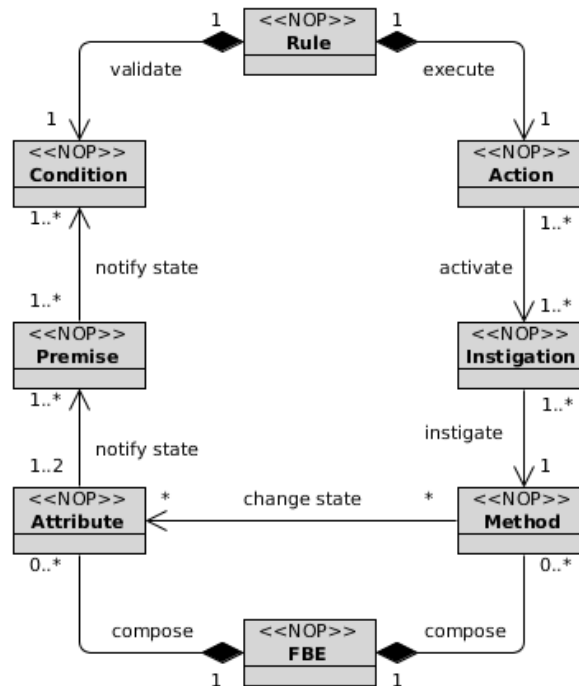 1
<<NOP>>
Rule
1
validate
execute
1
<<NOP>>
Condition
1..*
1
<<NOP>>
Action
1..*
notify state
activate
1..*
<<NOP>>
Premise
1..*
1..*
<<NOP>>
Instigation
1..*
notify state
instigate
1..2
<<NOP>>
Attribute
0..*
*
change state
*
1
<<NOP>>
Method
0..*
compose
<<NOP>>
FBE
compose
1
1